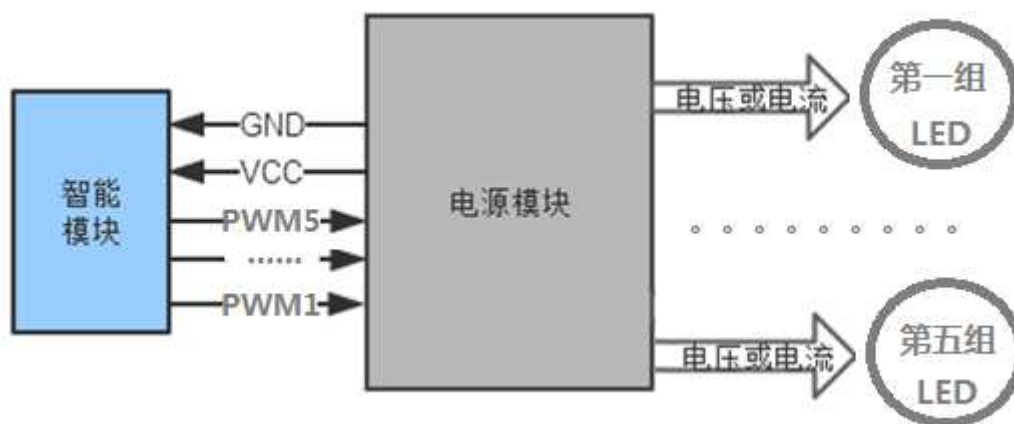 智能
模块
GND
VCC
PWM5
......
PWM1
电源模块
电压或电流
第一组
LED
电压或电流
第五组
LED